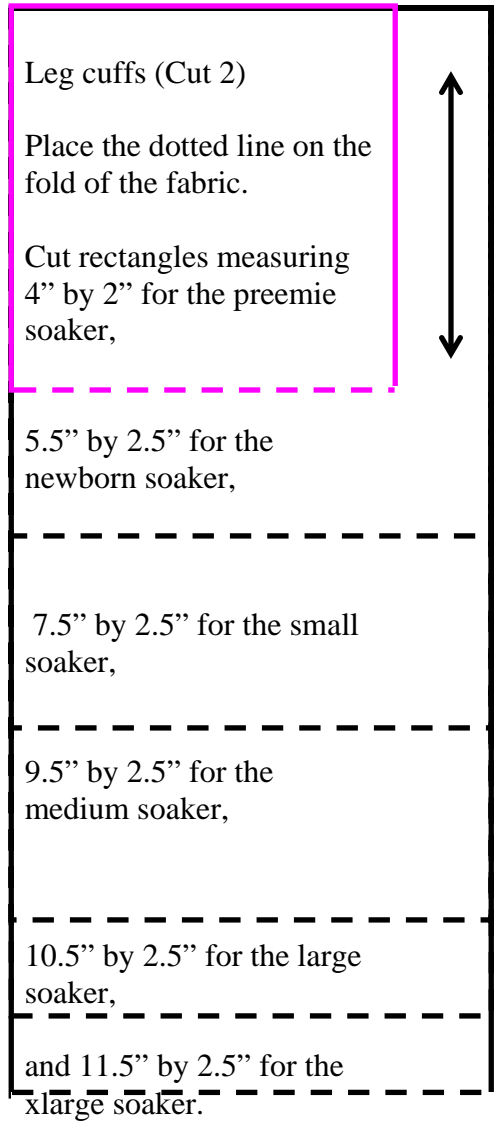 Leg cuffs (Cut 2)
Place the dotted line on the
fold of the fabric.
Cut rectangles measuring
4” by 2” for the preemie
soaker,
5.5” by 2.5” for the
newborn soaker,
7.5” by 2.5” for the small
soaker,
9.5” by 2.5” for the
medium soaker,
10.5” by 2.5” for the large
soaker,
and 11.5” by 2.5” for the
xlarge soaker.